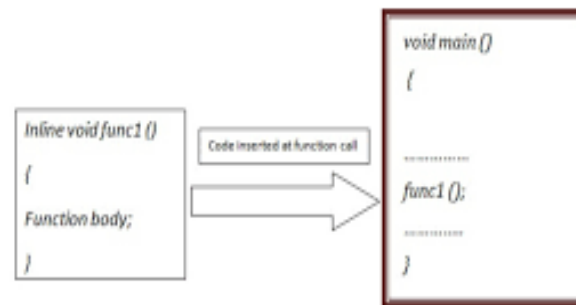 Inline void func1 ()
{
Function body;
}
Code inserted at function call
void main ()
{
..............
func1 ();
............
}